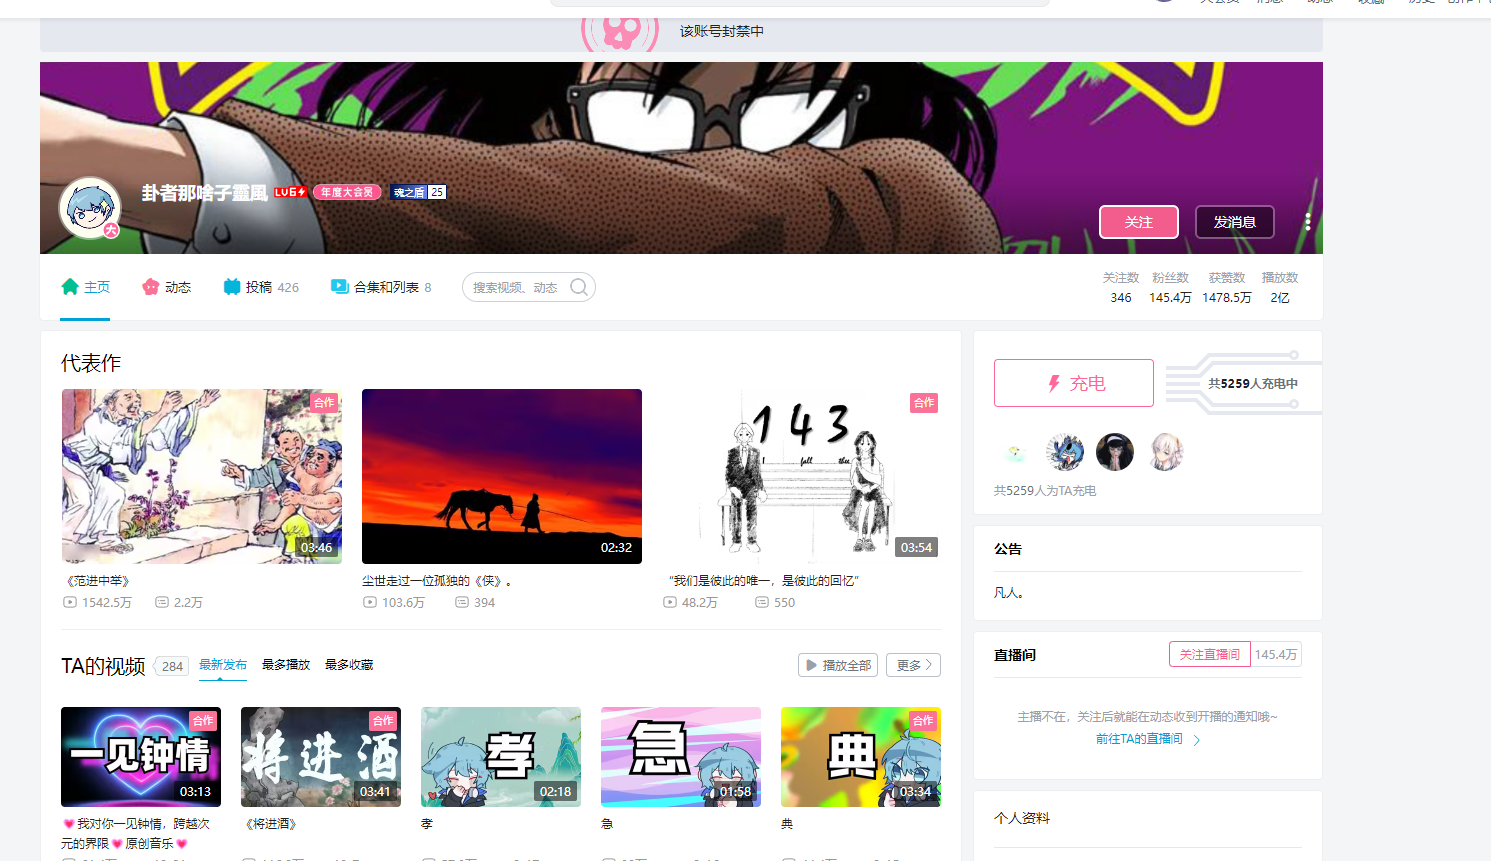 该账号封禁中
卦者那啥子靈風 LV6 年度大会员 魂之盾 25
关注 发消息
主页 动态 投稿 426 合集和列表 8 搜索视频、动态
关注数 粉丝数 获赞数 播放数
346 145.4万 1478.5万 2亿
代表作
合作 03:46
02:32
合作 143 I fall thee 03:54
《范进中举》
1542.5万 2.2万
尘世走过一位孤独的《侠》。
103.6万 394
“我们是彼此的唯一，是彼此的回忆”
48.2万 550
TA的视频 284 最新发布 最多播放 最多收藏 播放全部 更多
合作 一见钟情 03:13
合作 将进酒 03:41
孝 02:18
急 01:58
合作 典 03:34
💗我对你一见钟情，跨越次
元的界限💗原创音乐💗
《将进酒》
孝
急
典
充电 共5259人充电中
共5259人为TA充电
公告
凡人。
直播间 关注直播间 145.4万
主播不在，关注后就能在动态收到开播的通知哦~
前往TA的直播间
个人资料